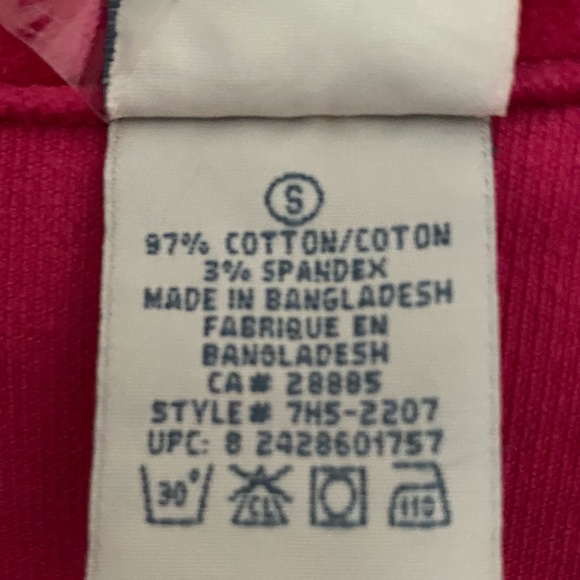 S
97% COTTON/COTON
3% SPANDEX
MADE IN BANGLADESH
FABRIQUE EN
BANGLADESH
CA# 28885
STYLE# 7H5-2207
UPC: 8 2428601757
30° CL 110